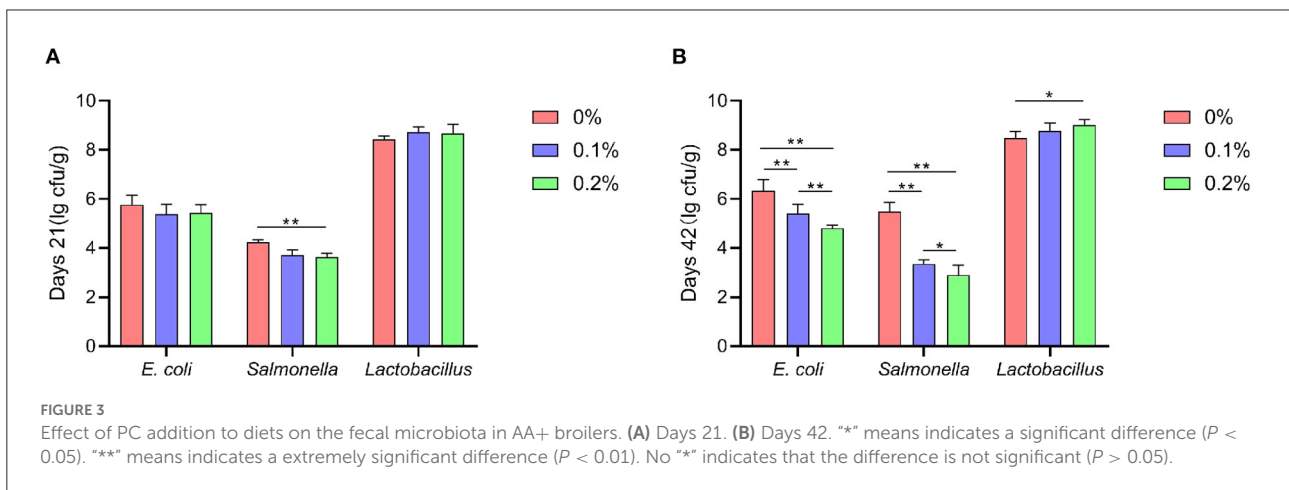 A
Days 21(lg cfu/g)
10
8
6
4
2
0
**
E. coli
Salmonella
Lactobacillus
0%
0.1%
0.2%
B
Days 42(lg cfu/g)
10
8
6
4
2
0
**
**
**
**
**
*
*
E. coli
Salmonella
Lactobacillus
0%
0.1%
0.2%
FIGURE 3
Effect of PC addition to diets on the fecal microbiota in AA+ broilers. (A) Days 21. (B) Days 42. “*” means indicates a significant difference (P <
0.05). “**” means indicates a extremely significant difference (P < 0.01). No “*” indicates that the difference is not significant (P > 0.05).